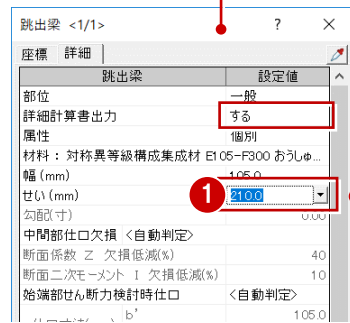 跳出梁 <1/1> ? ×
座標 詳細
跳出梁 設定値
部位 一般
詳細計算書出力 する
属性 個別
材料：対称異等級構成集成材 E105-F300 おうしゅ...
幅(mm) 105.0
1
せい(mm) 210.0
勾配(寸) 0.00
中間部仕口欠損 <自動判定>
断面係数 Z 欠損低減(%) 40
断面二次モーメント I 欠損低減(%) 10
始端部せん断力検討時仕口 <自動判定>
仕口寸法(mm) b' 105.0